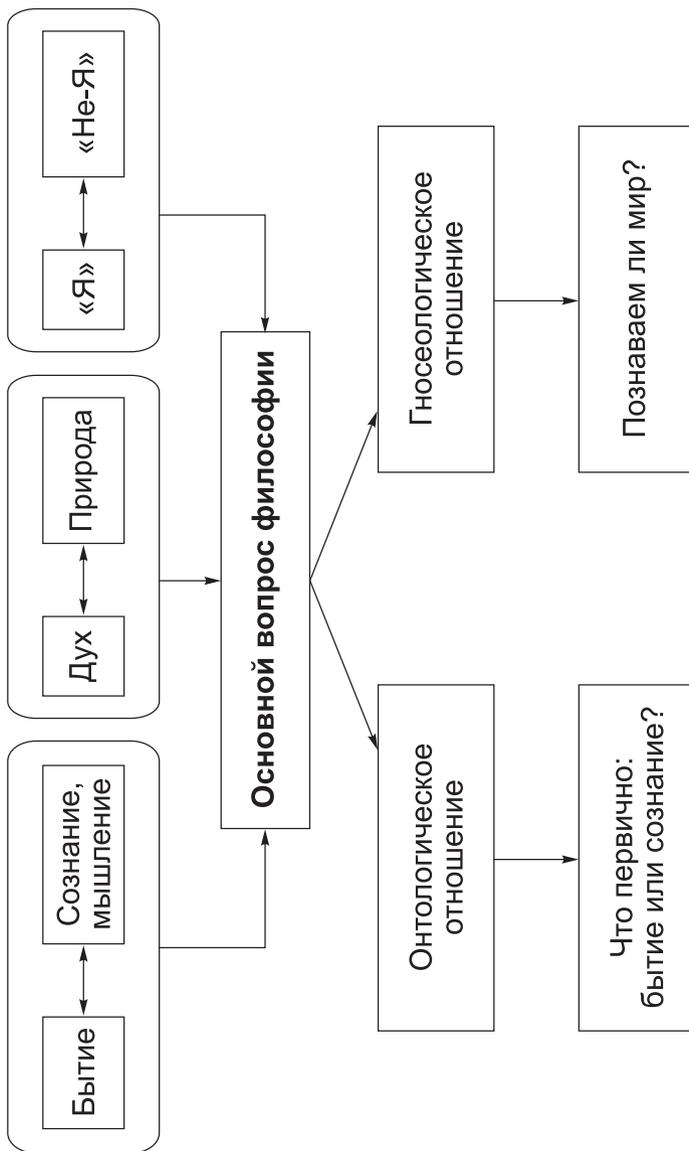 Бытие
Сознание,
мышление
Дух
Природа
«Я»
«Не-Я»
Основной вопрос философии
Онтологическое
отношение
Гносеологическое
отношение
Что первично:
бытие или сознание?
Познаваем ли мир?